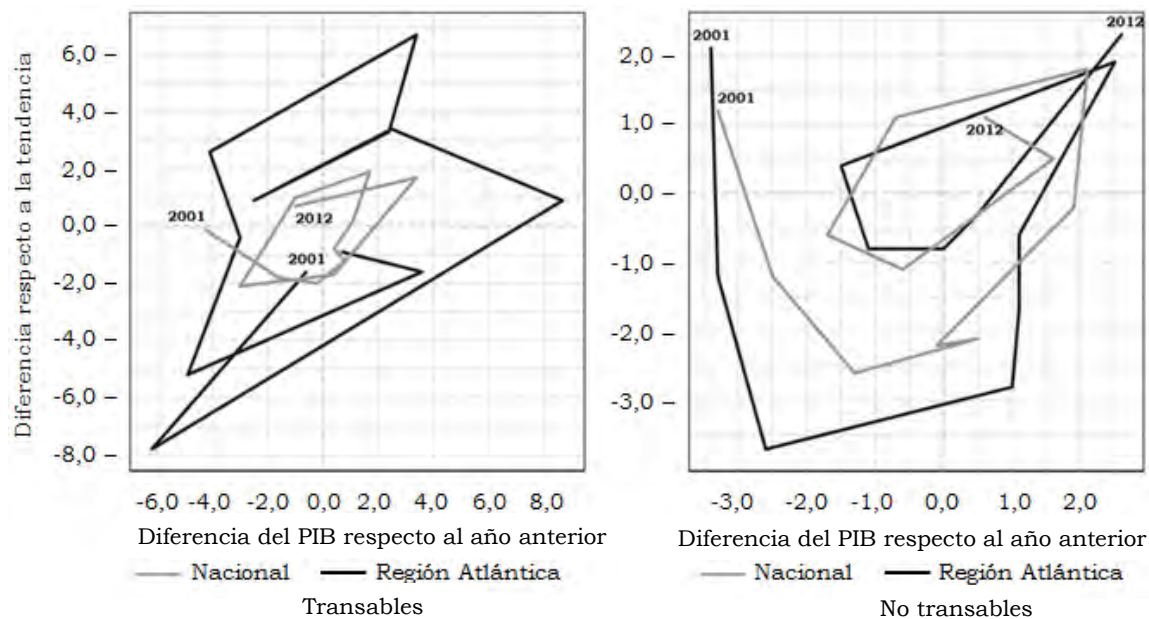 Diferencia respecto a la tendencia
6,0
4,0
2,0
0,0
-2,0
-4,0
-6,0
-8,0
2001
2012
2001
-6,0 -4,0 -2,0 0,0 2,0 4,0 6,0 8,0
Diferencia del PIB respecto al año anterior
Nacional Región Atlántica
Transables
2,0
1,0
0,0
-1,0
-2,0
-3,0
2001
2012
2001
2012
-3,0 -2,0 -1,0 0,0 1,0 2,0
Diferencia del PIB respecto al año anterior
Nacional Región Atlántica
No transables